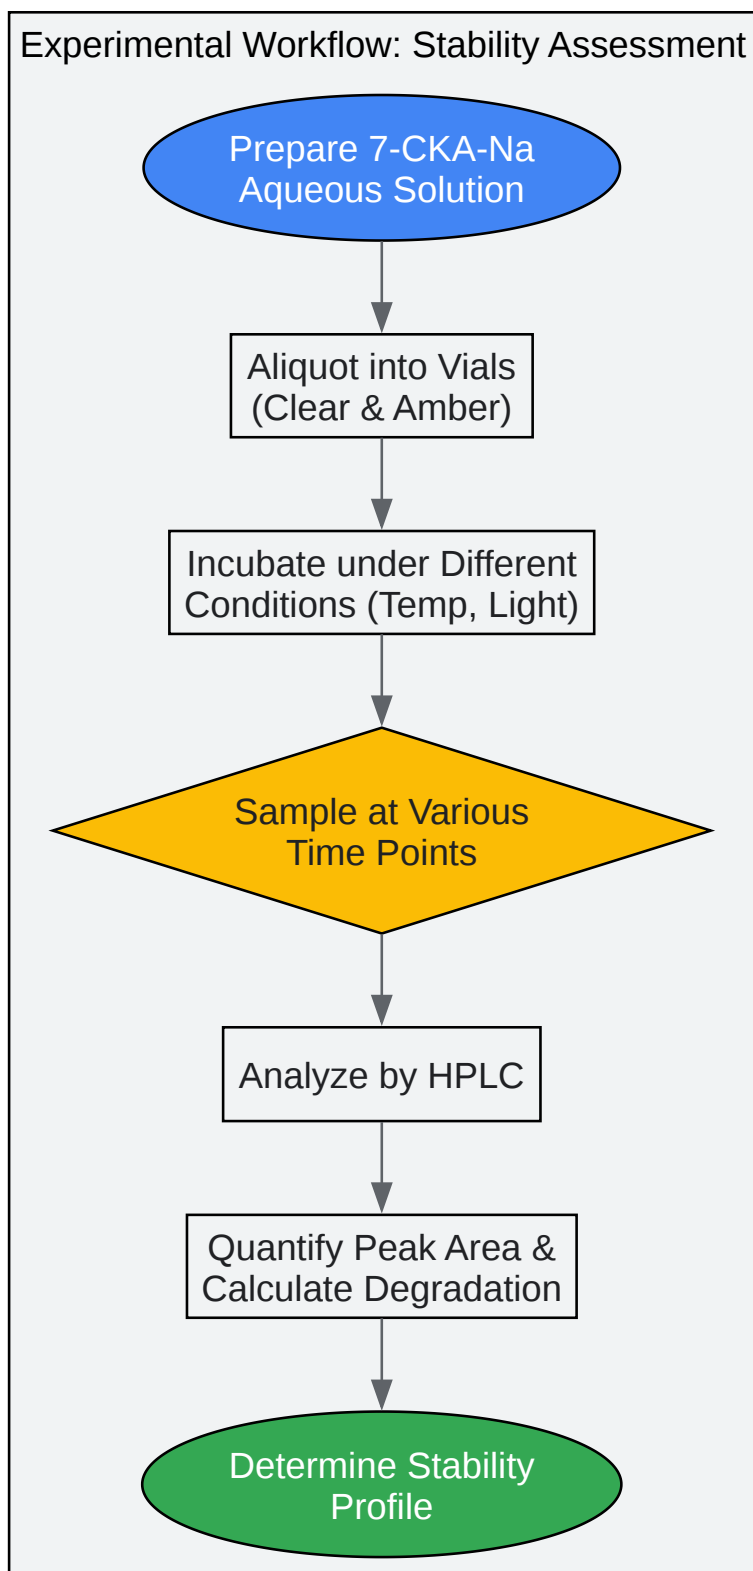 Experimental Workflow: Stability Assessment
Prepare 7-CKA-Na
Aqueous Solution
Aliquot into Vials
(Clear & Amber)
Incubate under Different
Conditions (Temp, Light)
Sample at Various
Time Points
Analyze by HPLC
Quantify Peak Area &
Calculate Degradation
Determine Stability
Profile